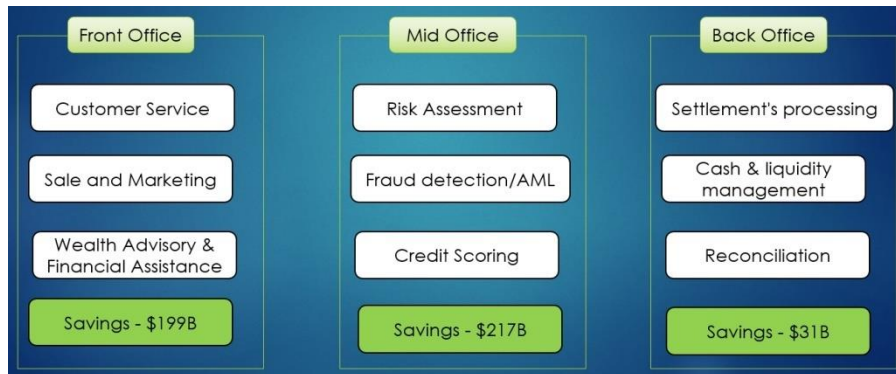 Front Office
Customer Service
Sale and Marketing
Wealth Advisory &
Financial Assistance
Savings - $199B
Mid Office
Risk Assessment
Fraud detection/AML
Credit Scoring
Savings - $217B
Back Office
Settlement's processing
Cash & liquidity
management
Reconciliation
Savings - $31B